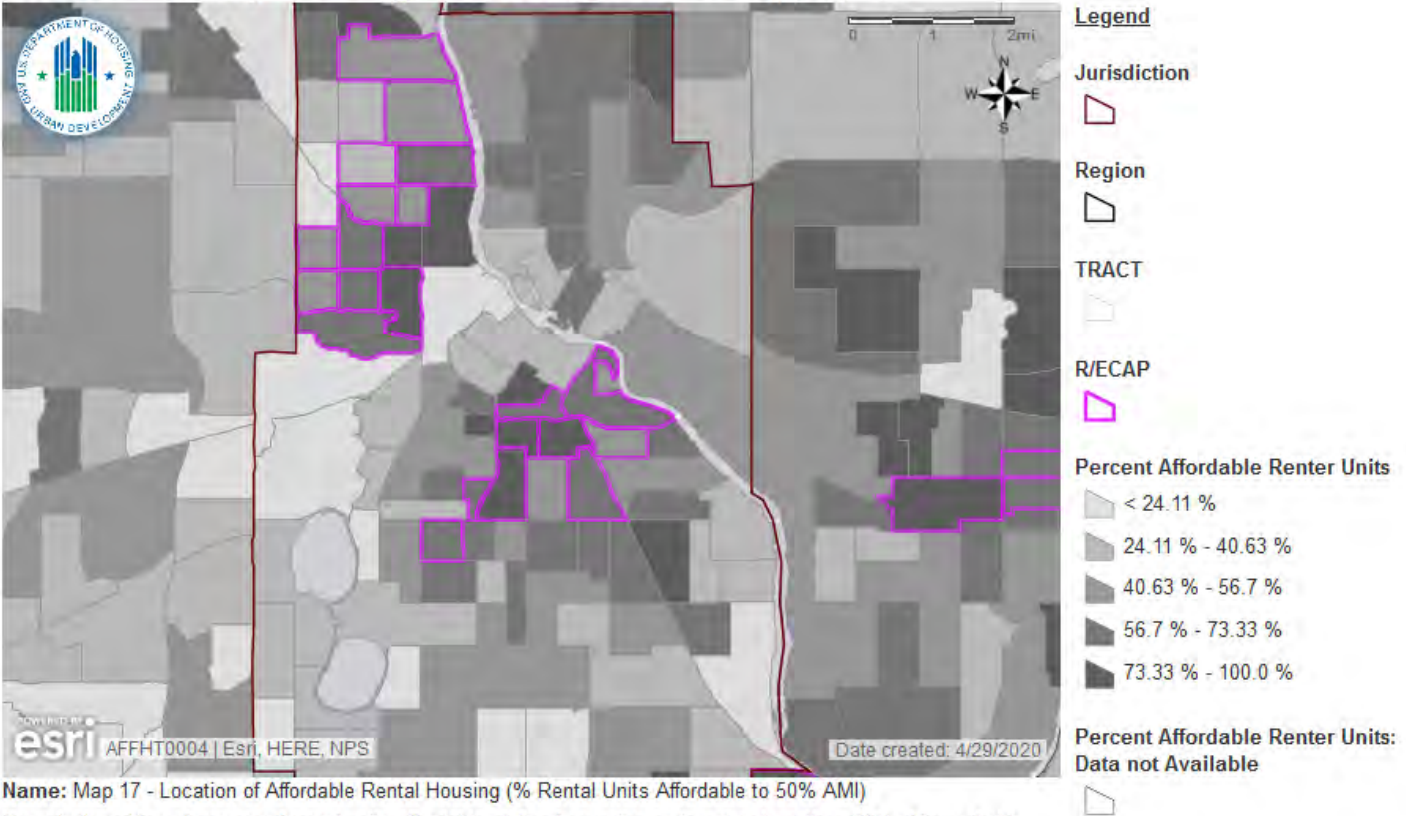 U.S. DEPARTMENT OF HOUSING
AND URBAN DEVELOPMENT
0 1 2mi
N
W E
S
POWERED BY
esri
AFFHT0004 | Esri, HERE, NPS
Date created: 4/29/2020
Legend
Jurisdiction
Region
TRACT
R/ECAP
Percent Affordable Renter Units
< 24.11 %
24.11 % - 40.63 %
40.63 % - 56.7 %
56.7 % - 73.33 %
73.33 % - 100.0 %
Percent Affordable Renter Units:
Data not Available
Name: Map 17 - Location of Affordable Rental Housing (% Rental Units Affordable to 50% AMI)